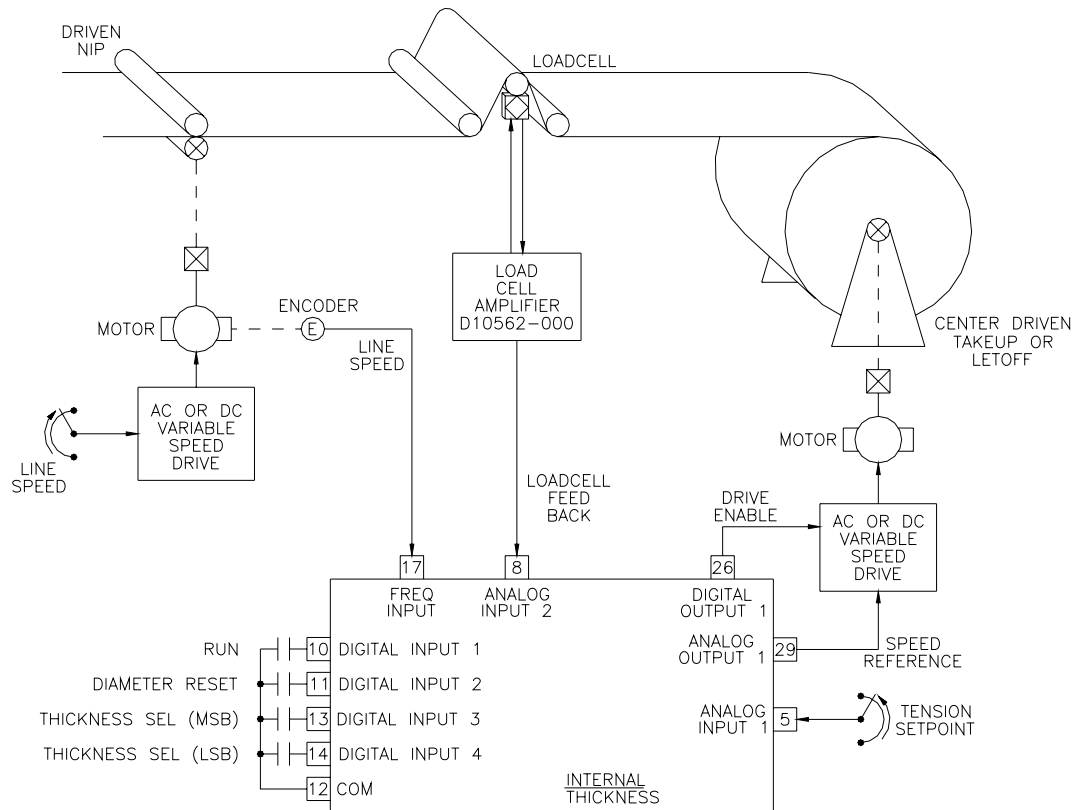 DRIVEN
NIP
LOADCELL
LOAD
CELL
AMPLIFIER
D10562-000
ENCODER
E
MOTOR
LINE
SPEED
CENTER DRIVEN
TAKEUP OR
LETOFF
AC OR DC
VARIABLE
SPEED
DRIVE
LINE
SPEED
MOTOR
LOADCELL
FEED
BACK
DRIVE
ENABLE
AC OR DC
VARIABLE
SPEED
DRIVE
17
8
26
FREQ
INPUT
ANALOG
INPUT 2
DIGITAL
OUTPUT 1
RUN
10
DIGITAL INPUT 1
ANALOG
OUTPUT 1
29
SPEED
REFERENCE
DIAMETER RESET
11
DIGITAL INPUT 2
THICKNESS SEL (MSB)
13
DIGITAL INPUT 3
ANALOG
INPUT 1
5
TENSION
SETPOINT
THICKNESS SEL (LSB)
14
DIGITAL INPUT 4
12
COM
INTERNAL
THICKNESS